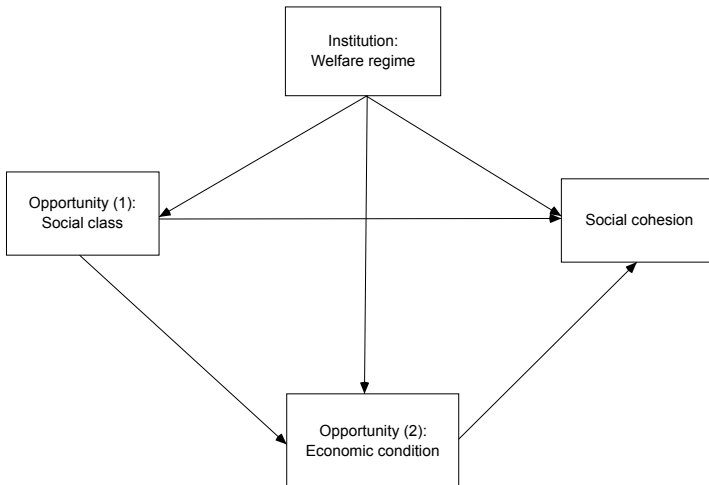 Institution:
Welfare regime
Opportunity (1):
Social class
Social cohesion
Opportunity (2):
Economic condition